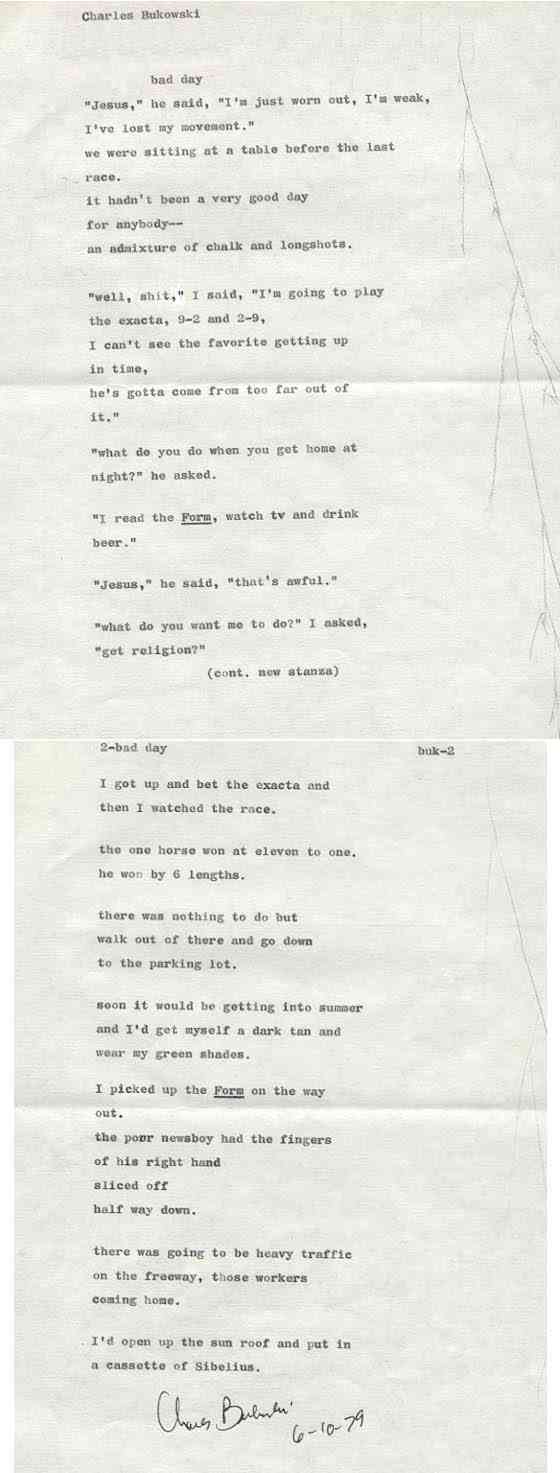 Charles Bukowski
bad day
"Jesus," he said, "I'm just worn out, I'm weak,
I've lost my movement."
we were sitting at a table before the last
race.
it hadn't been a very good day
for anybody--
an admixture of chalk and longshots.
"well, shit," I said, "I'm going to play
the exacta, 9-2 and 2-9,
I can't see the favorite getting up
in time,
he's gotta come from too far out of
it."
"what do you do when you get home at
night?" he asked.
"I read the Form, watch tv and drink
beer."
"Jesus," he said, "that's awful."
"what do you want me to do?" I asked,
"get religion?"
(cont. new stanza)
2-bad day buk-2
I got up and bet the exacta and
then I watched the race.
the one horse won at eleven to one.
he won by 6 lengths.
there was nothing to do but
walk out of there and go down
to the parking lot.
soon it would be getting into summer
and I'd get myself a dark tan and
wear my green shades.
I picked up the Form on the way
out.
the poor newsboy had the fingers
of his right hand
sliced off
half way down.
there was going to be heavy traffic
on the freeway, those workers
coming home.
I'd open up the sun roof and put in
a cassette of Sibelius.
Charles Bukowski
6-10-79